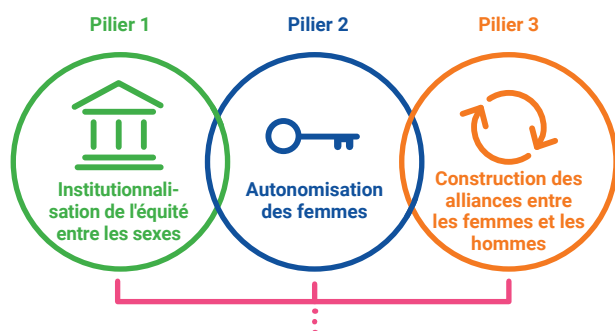 Pilier 1
Pilier 2
Pilier 3
Institutionnali-
sation de l'équité
entre les sexes
Autonomisation
des femmes
Construction des
alliances entre
les femmes et les
hommes